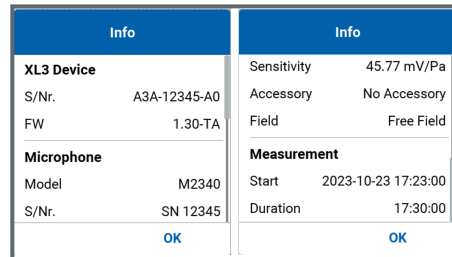 Info
XL3 Device
S/Nr. A3A-12345-A0
FW 1.30-TA
Microphone
Model M2340
S/Nr. SN 12345
OK
Info
Sensitivity 45.77 mV/Pa
Accessory No Accessory
Field Free Field
Measurement
Start 2023-10-23 17:23:00
Duration 17:30:00
OK